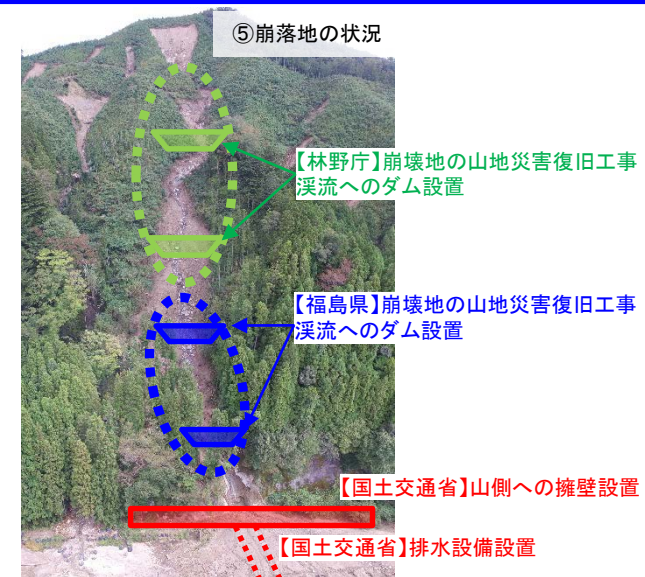 ⑤崩落地の状況
【林野庁】崩壊地の山地災害復旧工事
渓流へのダム設置
【福島県】崩壊地の山地災害復旧工事
渓流へのダム設置
【国土交通省】山側への擁壁設置
【国土交通省】排水設備設置